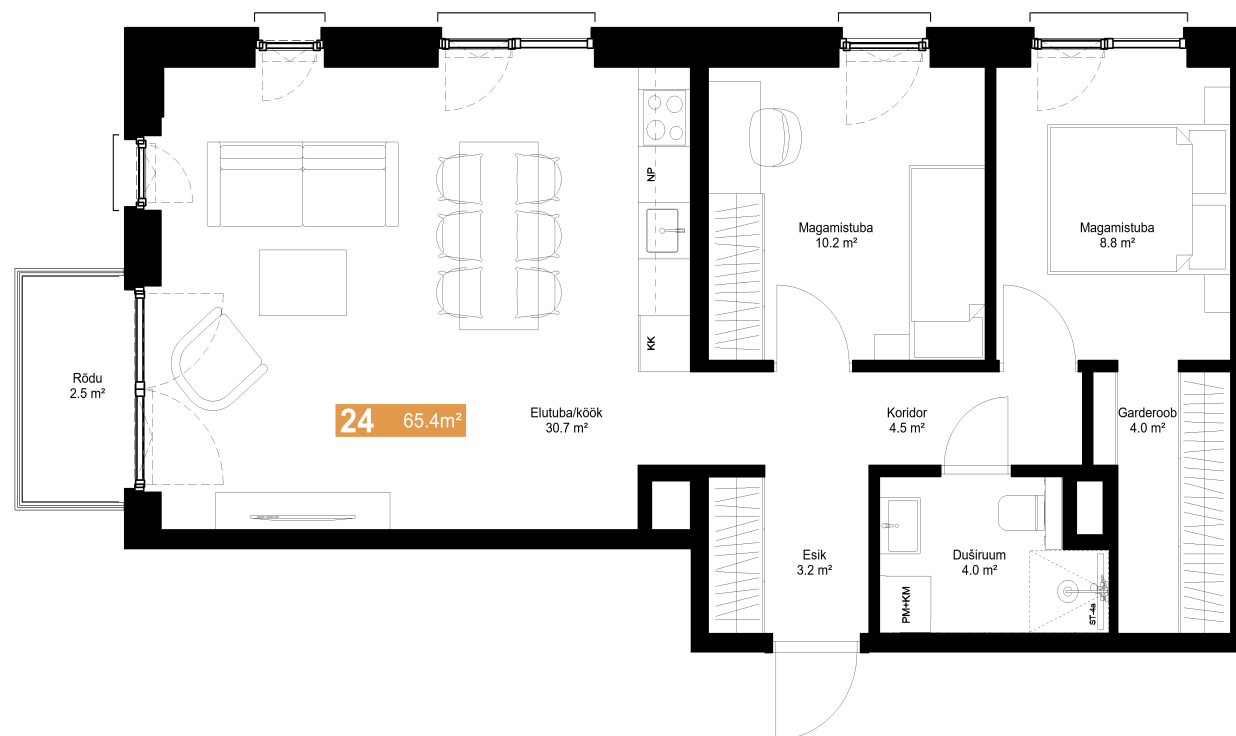 NP
KK
Magamistuba
10.2 m²
Magamistuba
8.8 m²
Rõdu
2.5 m²
24 65.4m²
Elutuba/köök
30.7 m²
Koridor
4.5 m²
Garderoob
4.0 m²
Esik
3.2 m²
Duširuum
4.0 m²
PM+KM
ST-4a